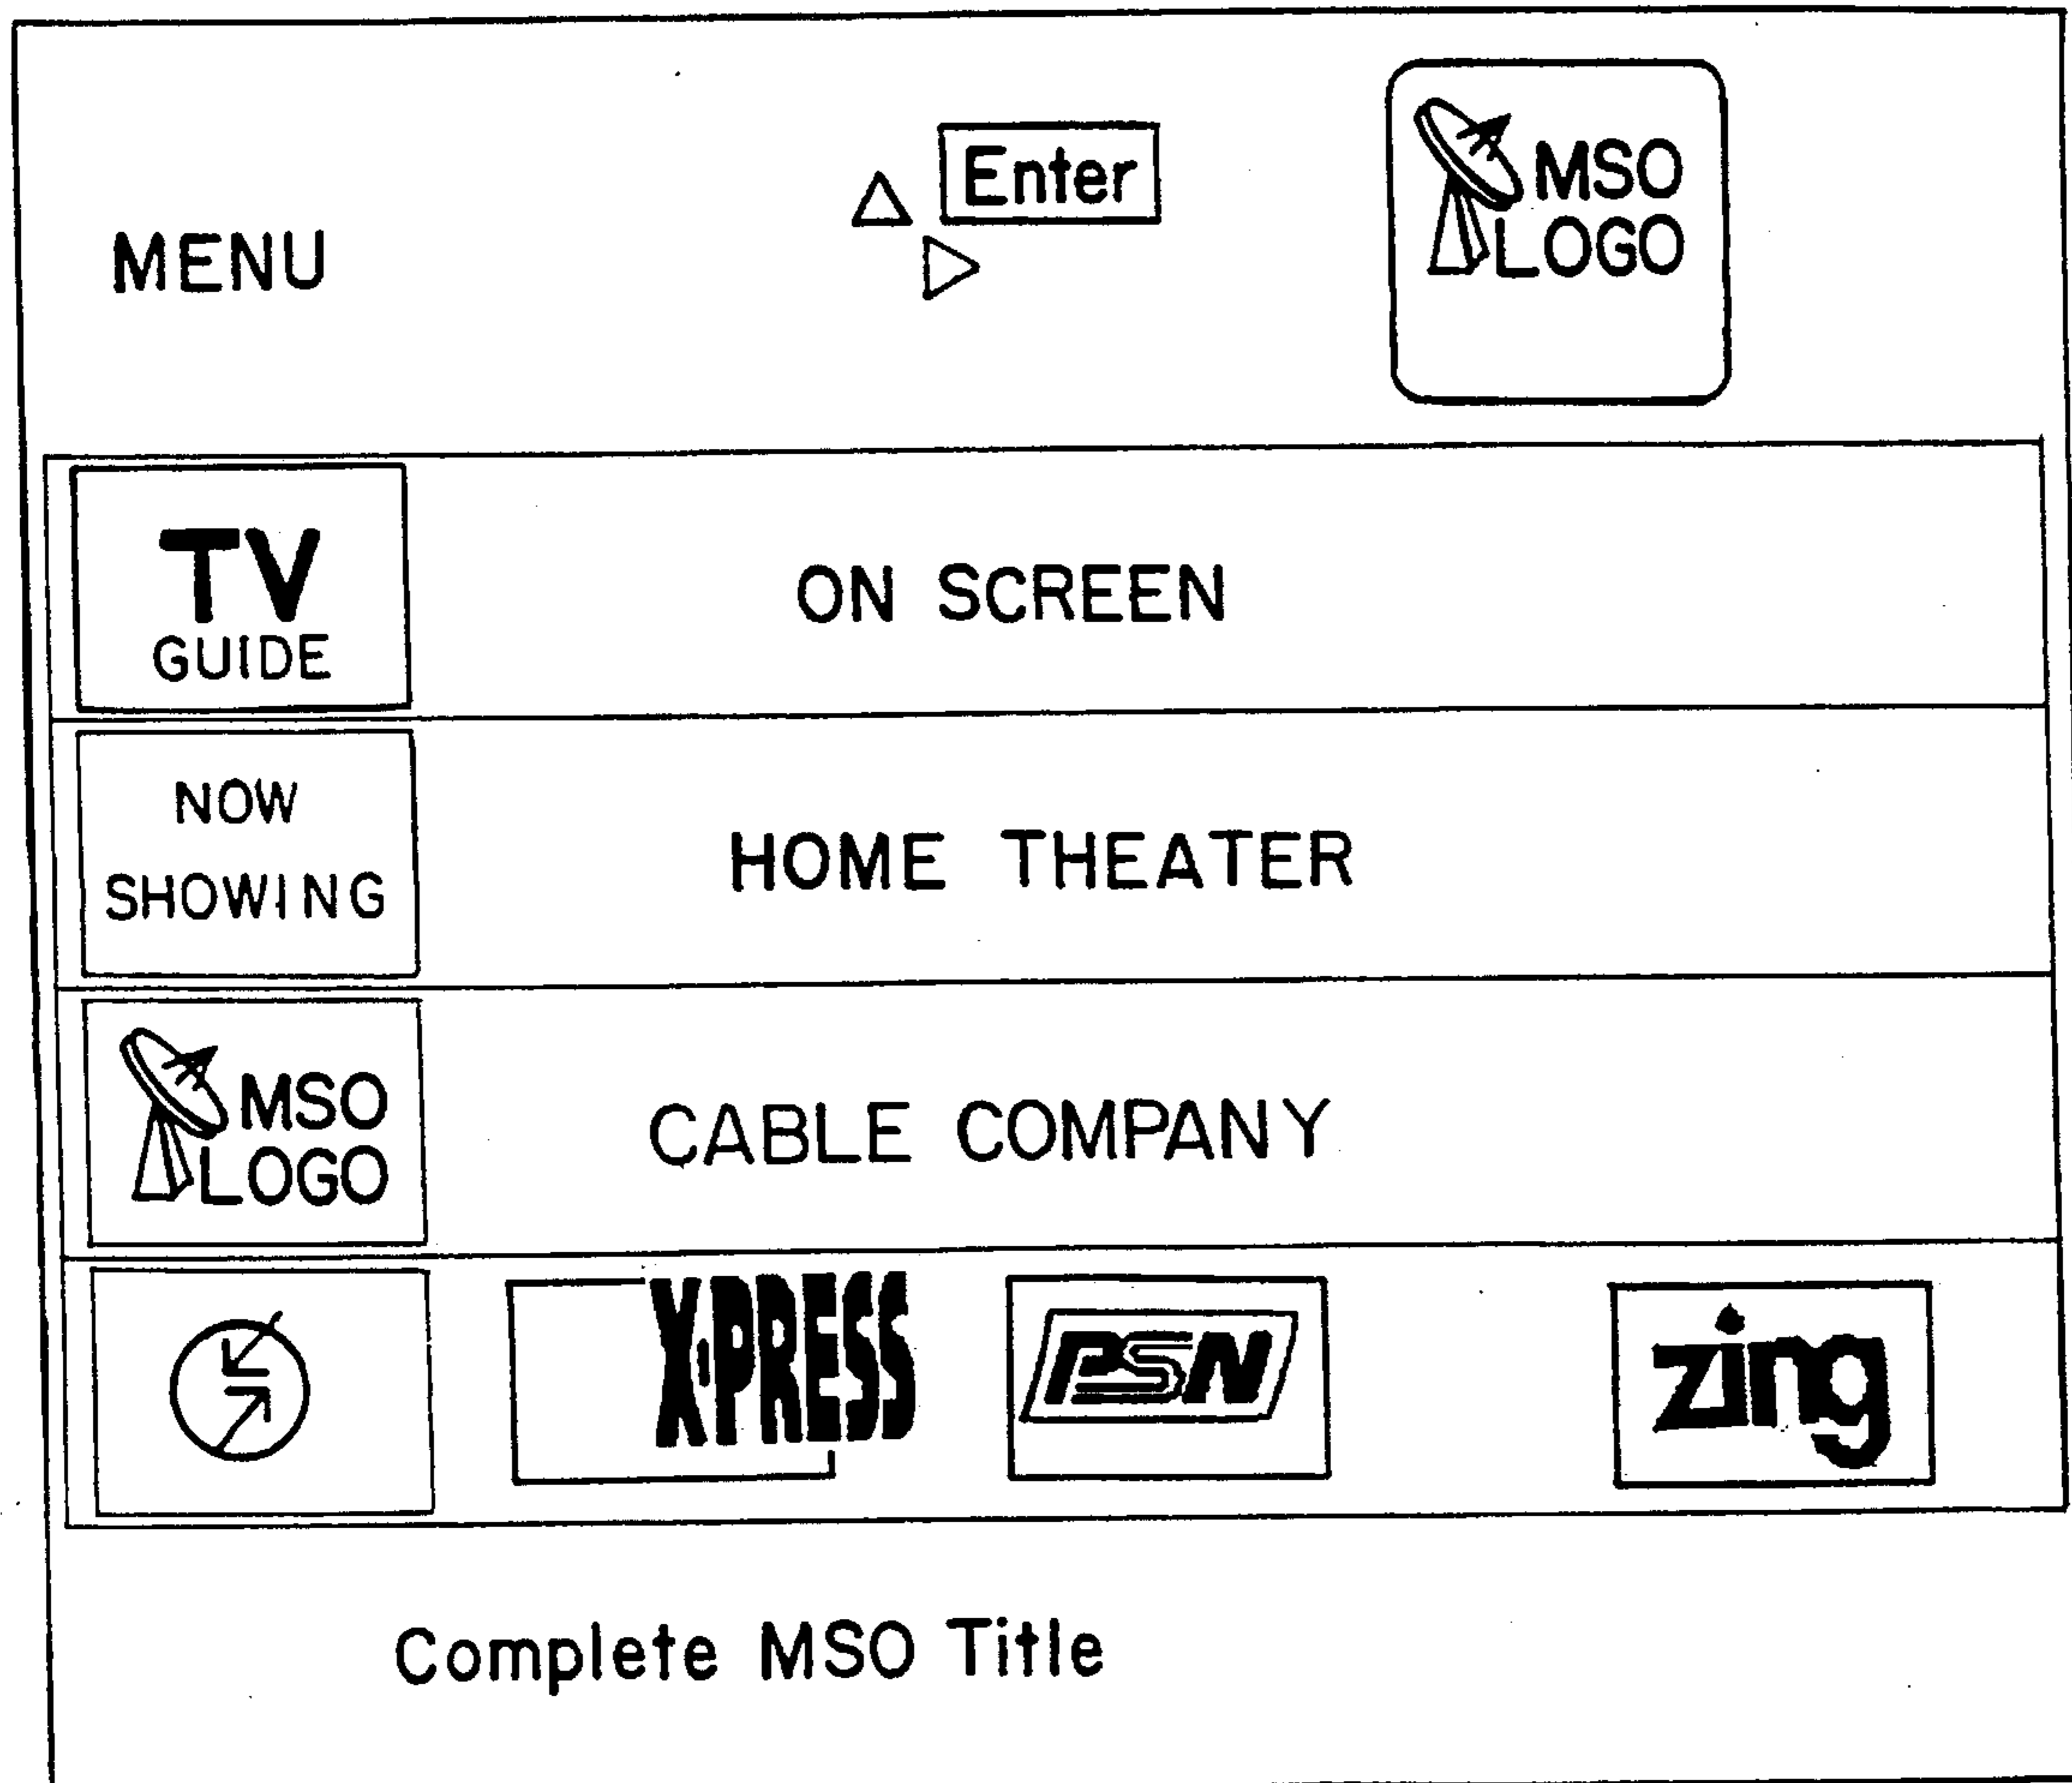 MENU
Enter
MSO
LOGO
TV
GUIDE
ON SCREEN
NOW
SHOWING
HOME THEATER
MSO
LOGO
CABLE COMPANY
X·PRESS
PSN
zing
Complete MSO Title